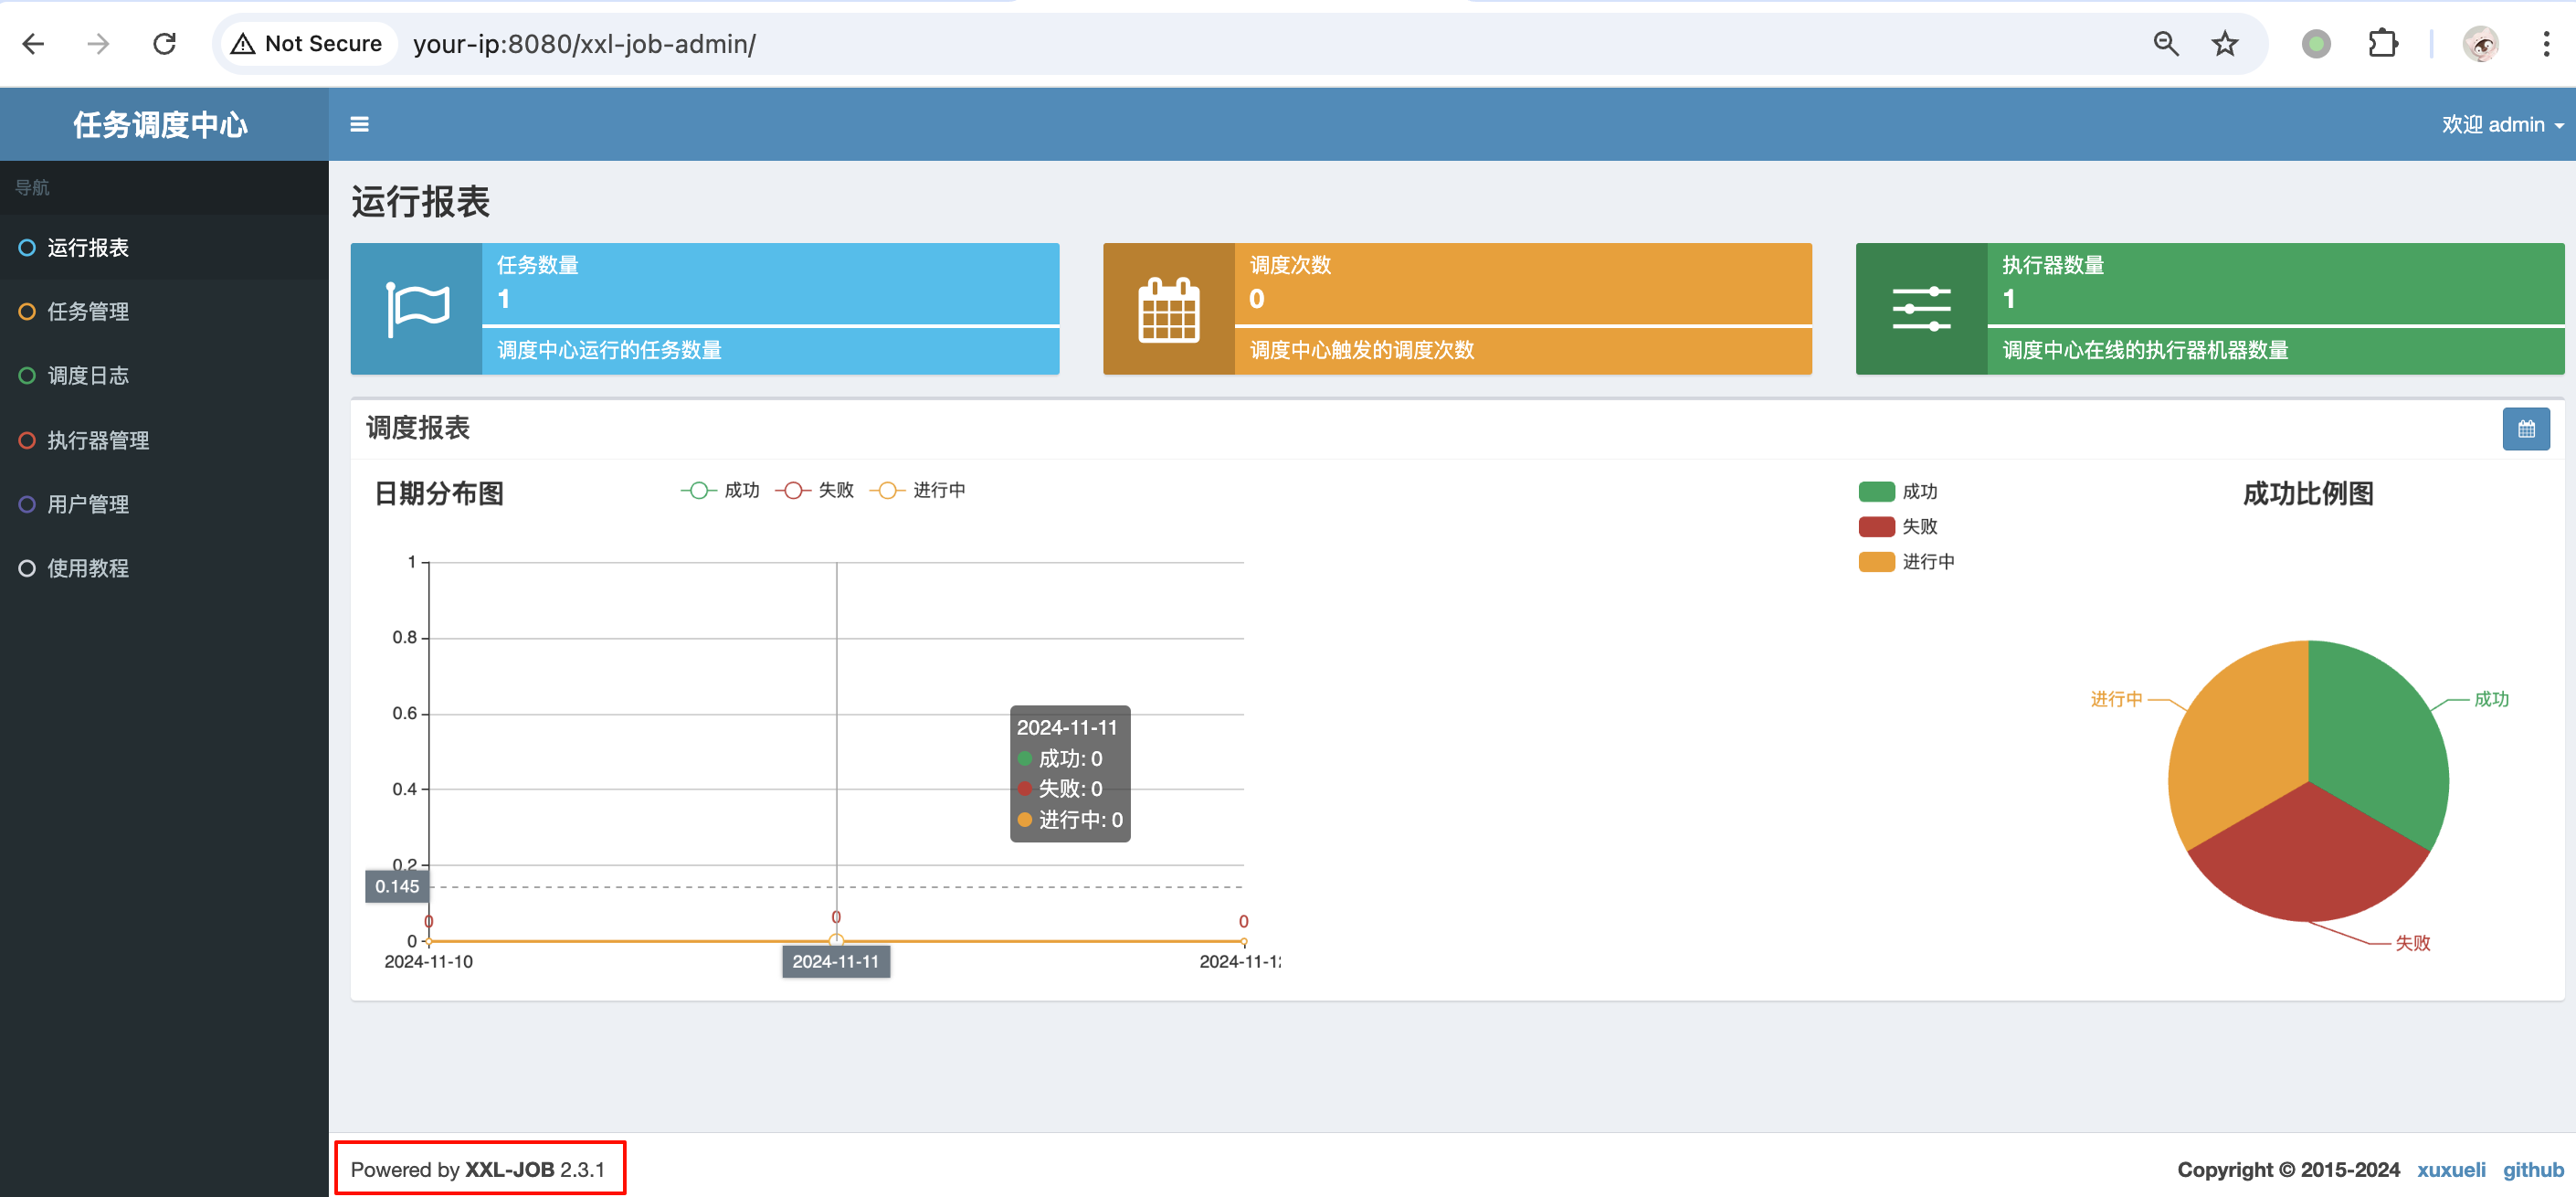 Not Secure your-ip:8080/xxl-job-admin/
任务调度中心
欢迎 admin
导航
运行报表
任务管理
调度日志
执行器管理
用户管理
使用教程
运行报表
任务数量
1
调度中心运行的任务数量
调度次数
0
调度中心触发的调度次数
执行器数量
1
调度中心在线的执行器机器数量
调度报表
日期分布图
成功 失败 进行中
1
0.8
0.6
0.4
0.2
0.145
0
0 0 0
2024-11-10 2024-11-11 2024-11-12
2024-11-11
成功: 0
失败: 0
进行中: 0
成功
失败
进行中
成功比例图
进行中
成功
失败
Powered by XXL-JOB 2.3.1
Copyright © 2015-2024 xuxueli github